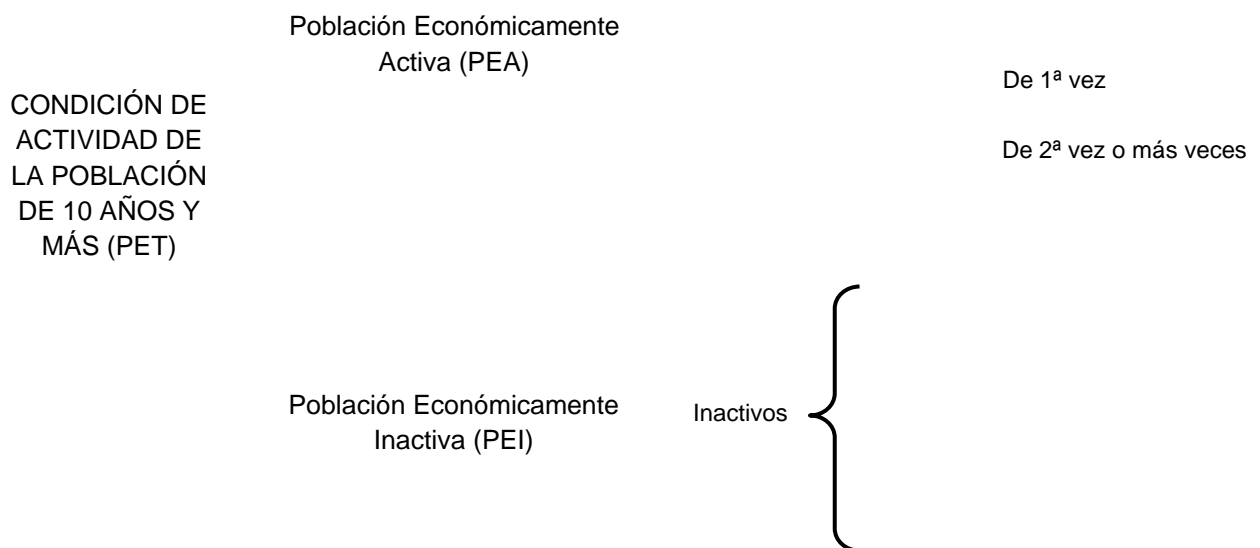 Población Económicamente
Activa (PEA)
De 1ª vez
De 2ª vez o más veces
CONDICIÓN DE
ACTIVIDAD DE
LA POBLACIÓN
DE 10 AÑOS Y
MÁS (PET)
Población Económicamente
Inactiva (PEI)
Inactivos